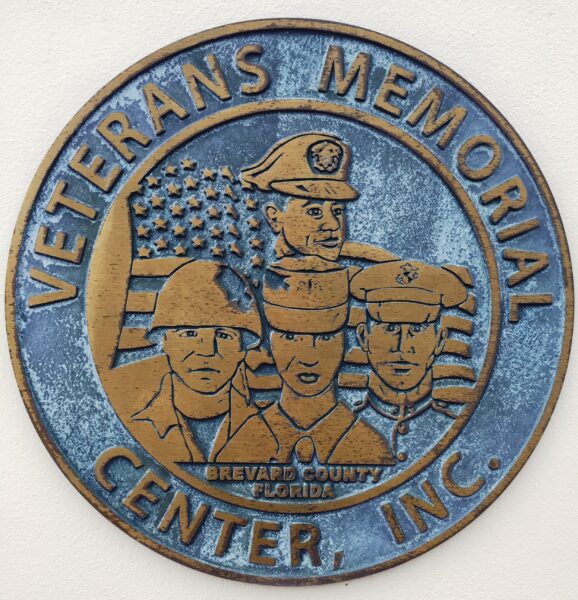 VETERANS MEMORIAL
CENTER, INC.
BREVARD COUNTY
FLORIDA